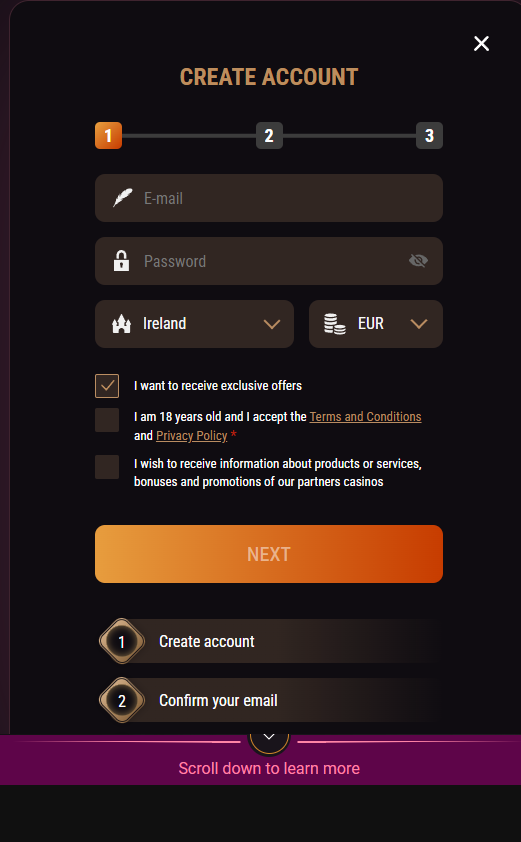 CREATE ACCOUNT
1 2 3
E-mail
Password
Ireland EUR
I want to receive exclusive offers
I am 18 years old and I accept the Terms and Conditions
and Privacy Policy *
I wish to receive information about products or services,
bonuses and promotions of our partners casinos
NEXT
1 Create account
2 Confirm your email
Scroll down to learn more